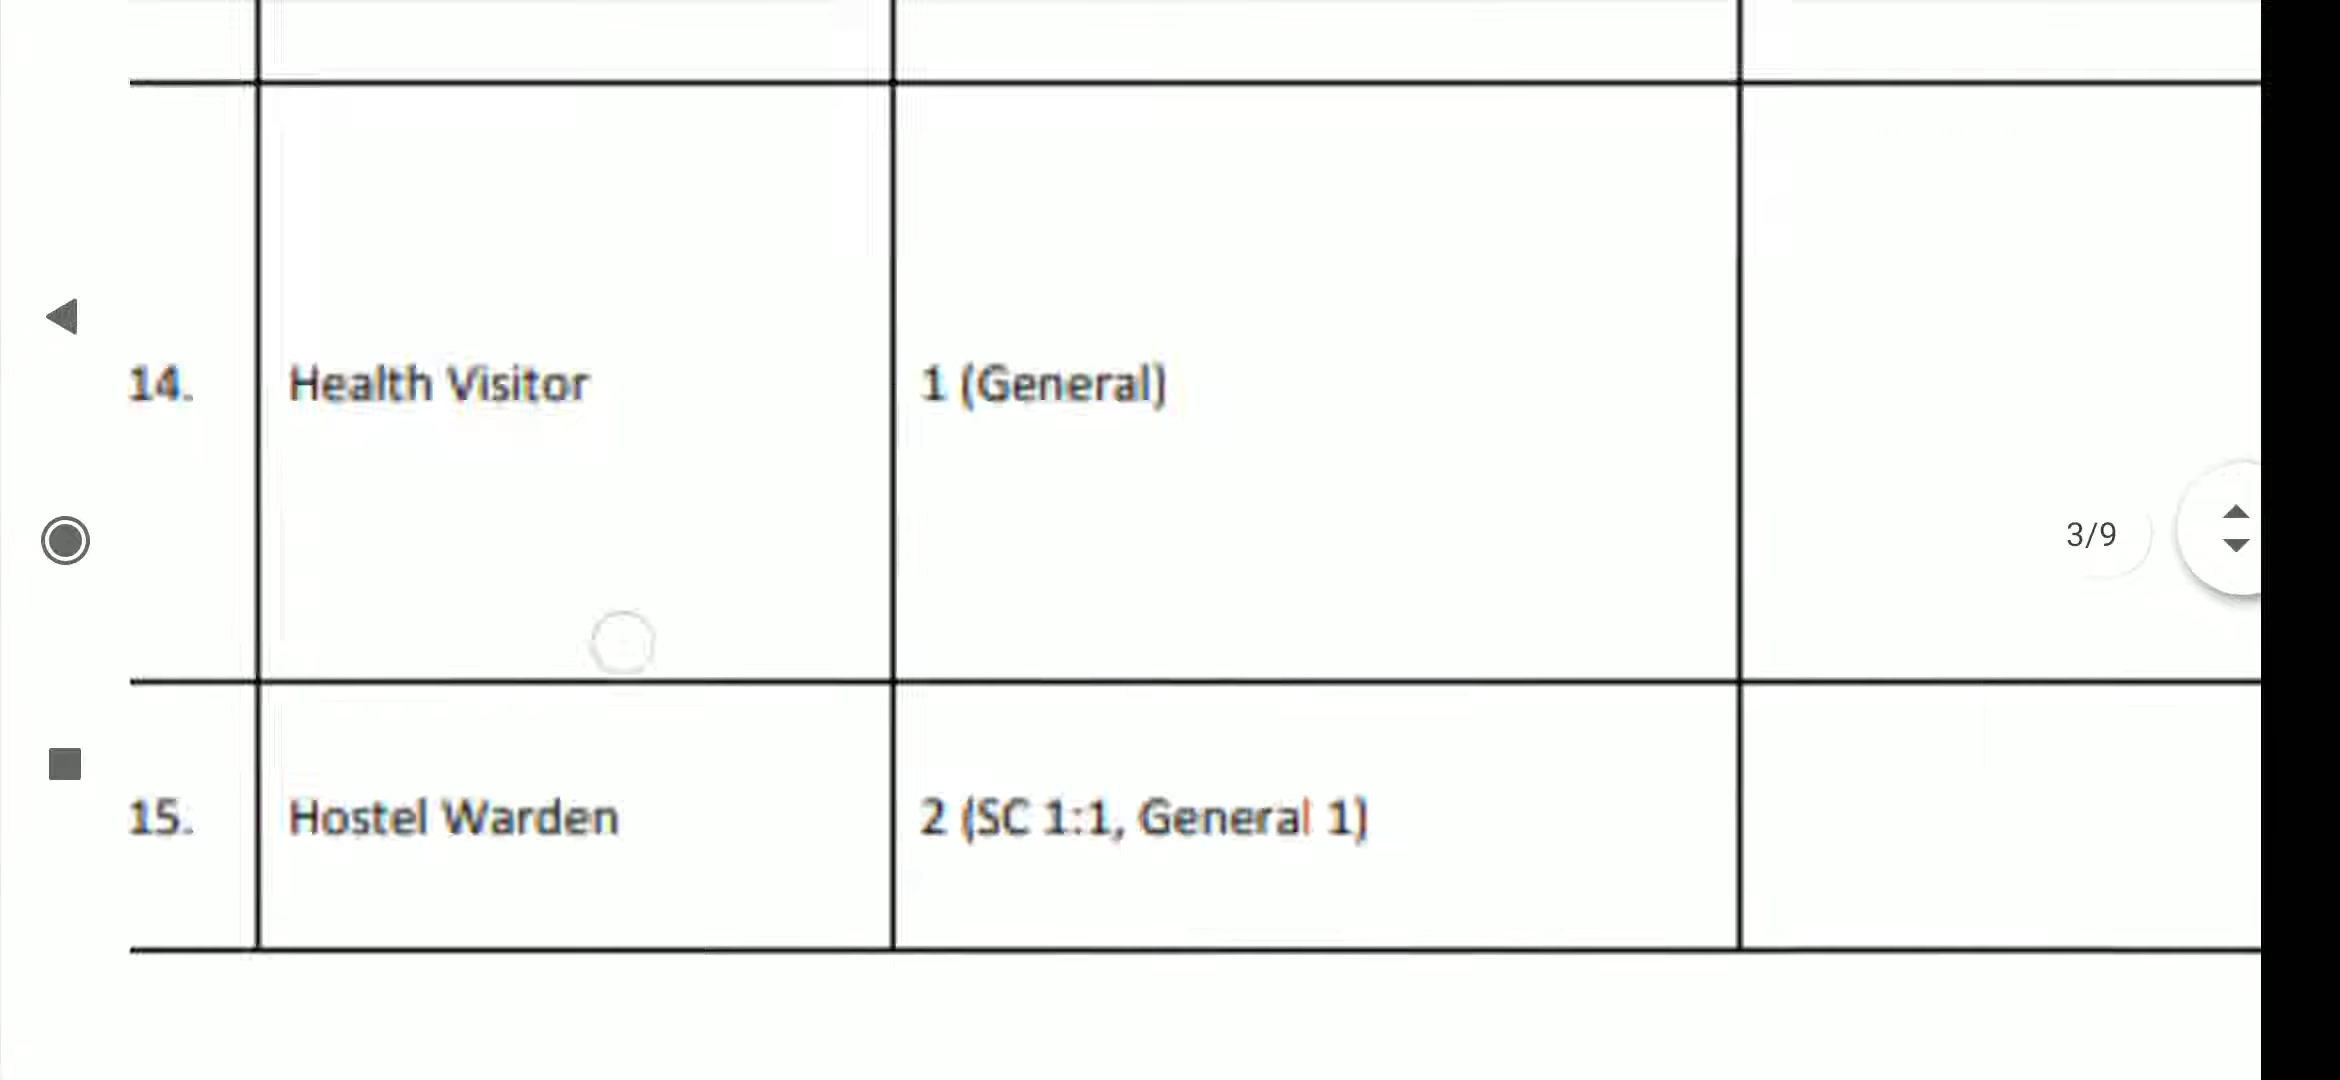 14. Health Visitor 1 (General)
3/9
15. Hostel Warden 2 (SC 1:1, General 1)